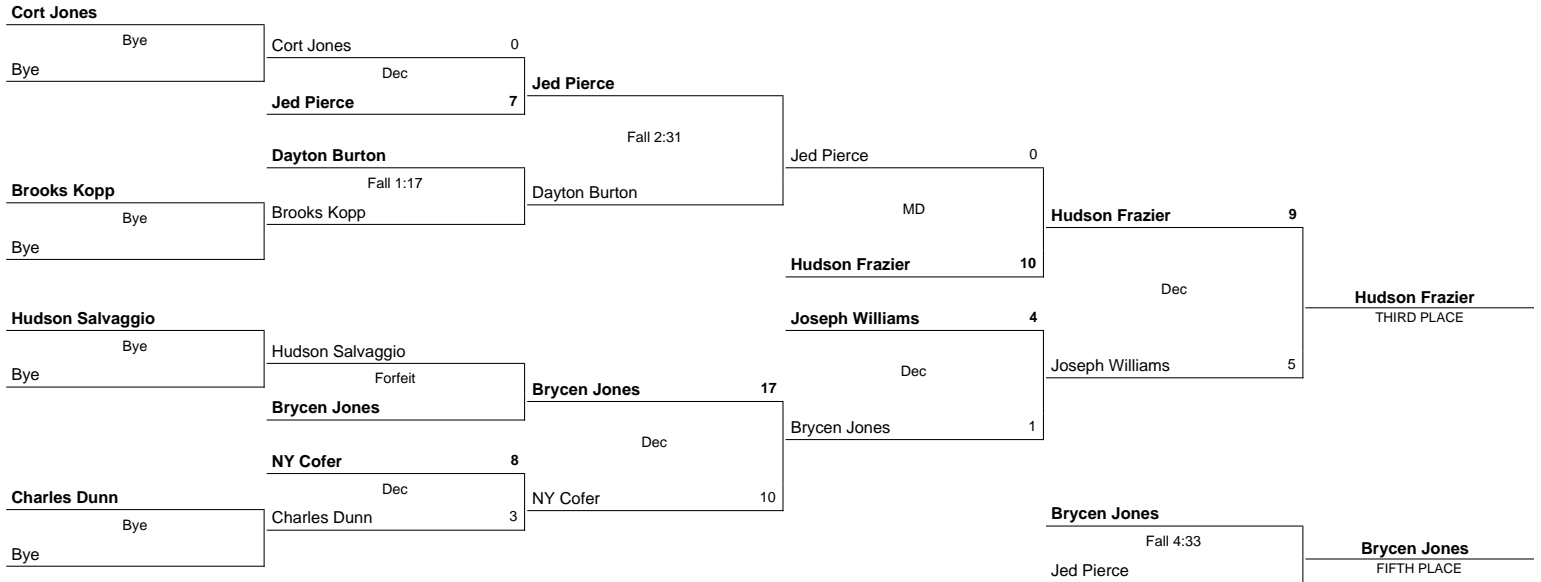 Cort Jones
Bye
Bye
Cort Jones 0
Dec
Jed Pierce 7
Jed Pierce
Fall 2:31
Dayton Burton
Dayton Burton
Fall 1:17
Brooks Kopp
Brooks Kopp
Bye
Bye
Jed Pierce 0
MD
Hudson Frazier 10
Hudson Frazier 9
Dec
Joseph Williams 5
Hudson Frazier
THIRD PLACE
Hudson Salvaggio
Bye
Bye
Hudson Salvaggio
Forfeit
Brycen Jones
Brycen Jones 17
Dec
NY Cofer 10
Joseph Williams 4
Dec
Brycen Jones 1
NY Cofer 8
Dec
Charles Dunn 3
Charles Dunn
Bye
Bye
Brycen Jones
Fall 4:33
Jed Pierce
Brycen Jones
FIFTH PLACE